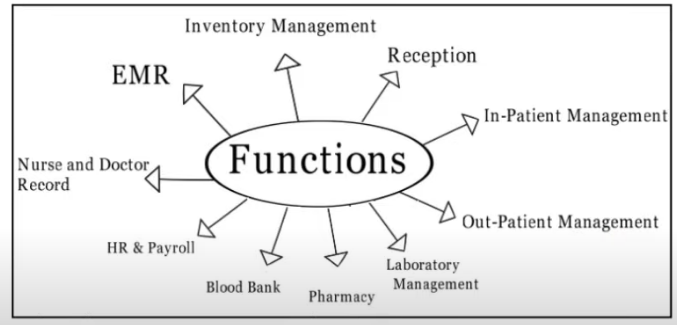 Inventory Management
Reception
EMR
In-Patient Management
Functions
Nurse and Doctor
Record
Out-Patient Management
HR & Payroll
Laboratory
Management
Blood Bank
Pharmacy